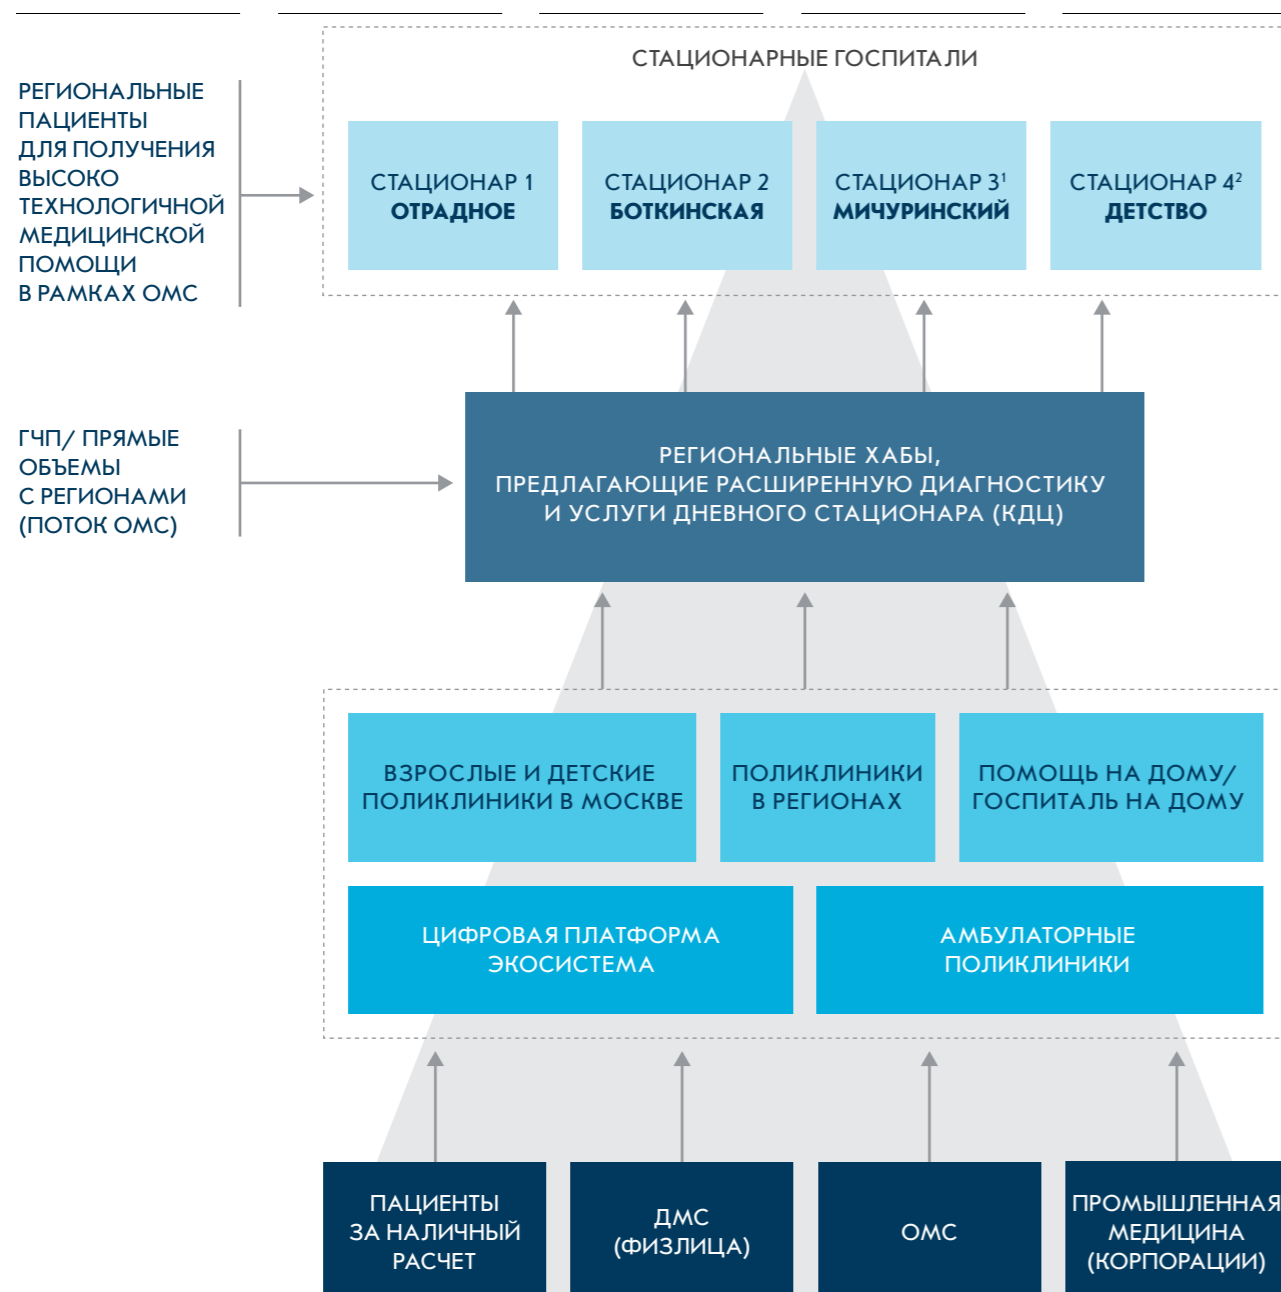 СТАЦИОНАРНЫЕ ГОСПИТАЛИ
РЕГИОНАЛЬНЫЕ
ПАЦИЕНТЫ
ДЛЯ ПОЛУЧЕНИЯ
ВЫСОКО
ТЕХНОЛОГИЧНОЙ
МЕДИЦИНСКОЙ
ПОМОЩИ
В РАМКАХ ОМС
СТАЦИОНАР 1
ОТРАДНОЕ
СТАЦИОНАР 2
БОТКИНСКАЯ
СТАЦИОНАР 3¹
МИЧУРИНСКИЙ
СТАЦИОНАР 4²
ДЕТСТВО
ГЧП/ ПРЯМЫЕ
ОБЪЕМЫ
С РЕГИОНАМИ
(ПОТОК ОМС)
РЕГИОНАЛЬНЫЕ ХАБЫ,
ПРЕДЛАГАЮЩИЕ РАСШИРЕННУЮ ДИАГНОСТИКУ
И УСЛУГИ ДНЕВНОГО СТАЦИОНАРА (КДЦ)
ВЗРОСЛЫЕ И ДЕТСКИЕ
ПОЛИКЛИНИКИ В МОСКВЕ
ПОЛИКЛИНИКИ
В РЕГИОНАХ
ПОМОЩЬ НА ДОМУ/
ГОСПИТАЛЬ НА ДОМУ
ЦИФРОВАЯ ПЛАТФОРМА
ЭКОСИСТЕМА
АМБУЛАТОРНЫЕ
ПОЛИКЛИНИКИ
ПАЦИЕНТЫ
ЗА НАЛИЧНЫЙ
РАСЧЕТ
ДМС
(ФИЗЛИЦА)
ОМС
ПРОМЫШЛЕННАЯ
МЕДИЦИНА
(КОРПОРАЦИИ)